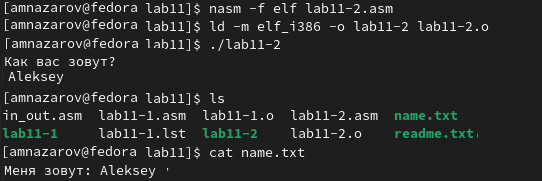 [amnazarov@fedora lab11]$ nasm -f elf lab11-2.asm
[amnazarov@fedora lab11]$ ld -m elf_i386 -o lab11-2 lab11-2.o
[amnazarov@fedora lab11]$ ./lab11-2
Как вас зовут?
Aleksey
[amnazarov@fedora lab11]$ ls
in_out.asm lab11-1.asm lab11-1.o lab11-2.asm name.txt
lab11-1 lab11-1.lst lab11-2 lab11-2.o readme.txt
[amnazarov@fedora lab11]$ cat name.txt
Меня зовут: Aleksey